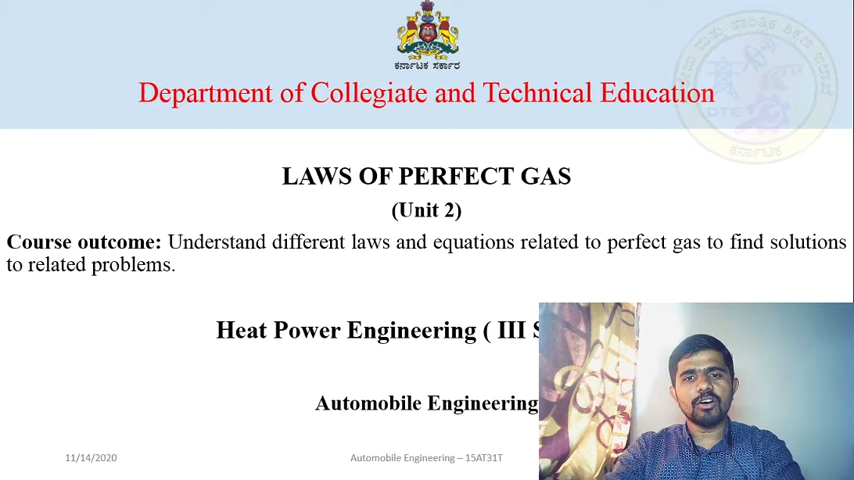 ಕರ್ನಾಟಕ ಸರ್ಕಾರ
Department of Collegiate and Technical Education
DTE
LAWS OF PERFECT GAS
(Unit 2)
Course outcome: Understand different laws and equations related to perfect gas to find solutions
to related problems.
Heat Power Engineering ( III S
Automobile Engineering
11/14/2020
Automobile Engineering – 15AT31T